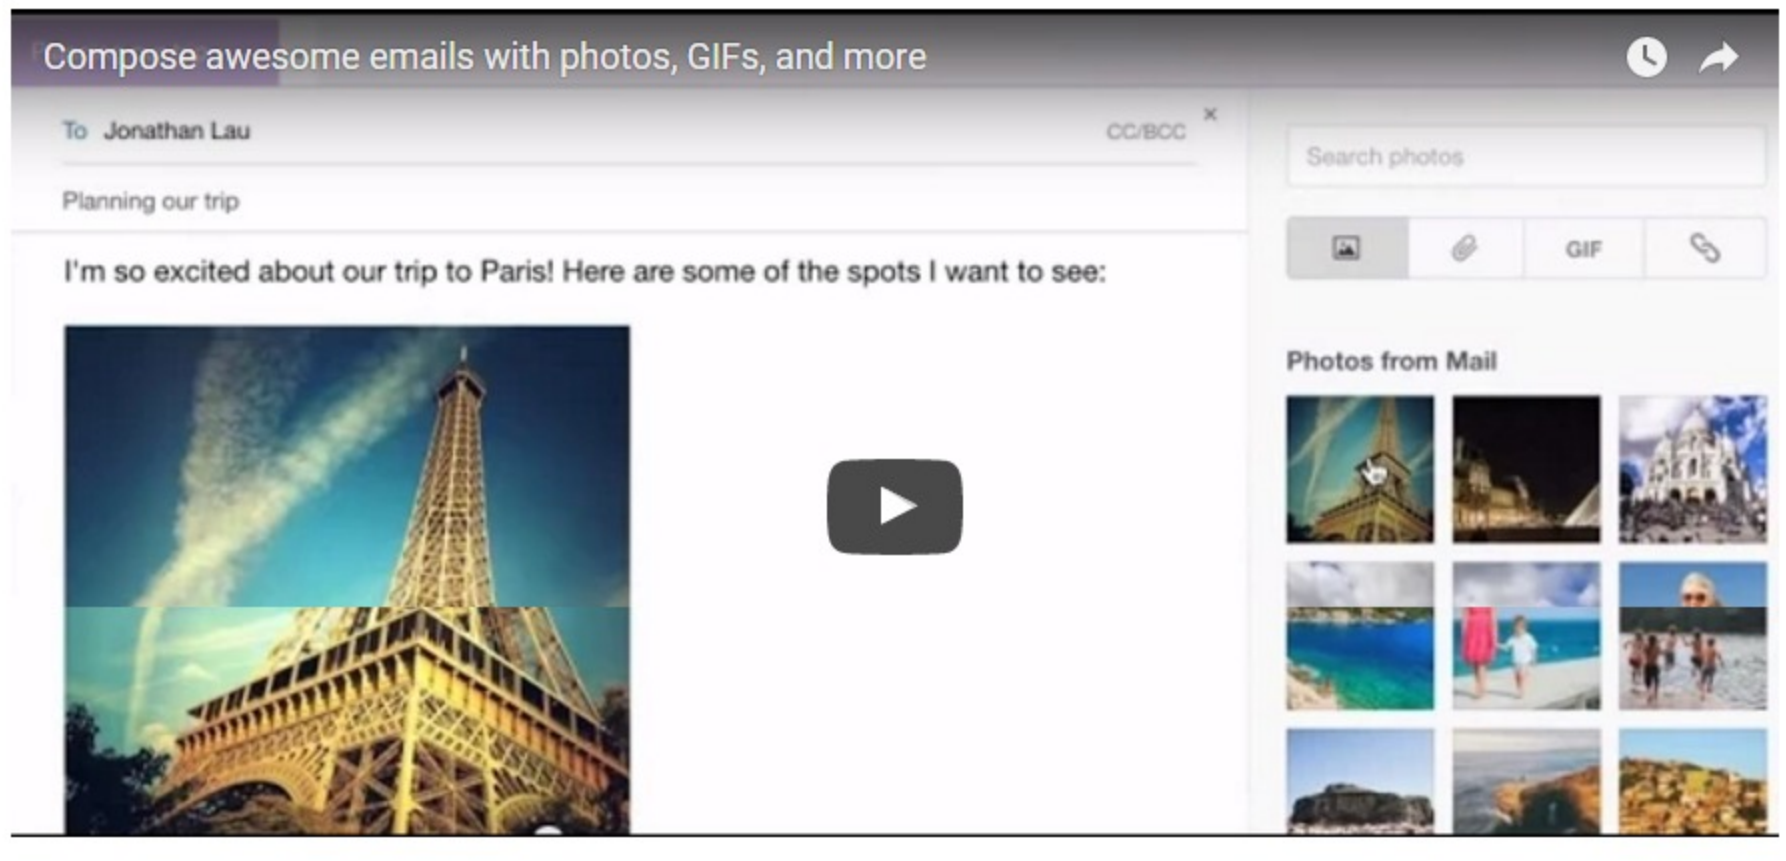 Compose awesome emails with photos, GIFs, and more
To Jonathan Lau CC/BCC
Planning our trip
I'm so excited about our trip to Paris! Here are some of the spots I want to see:
Search photos
GIF
Photos from Mail